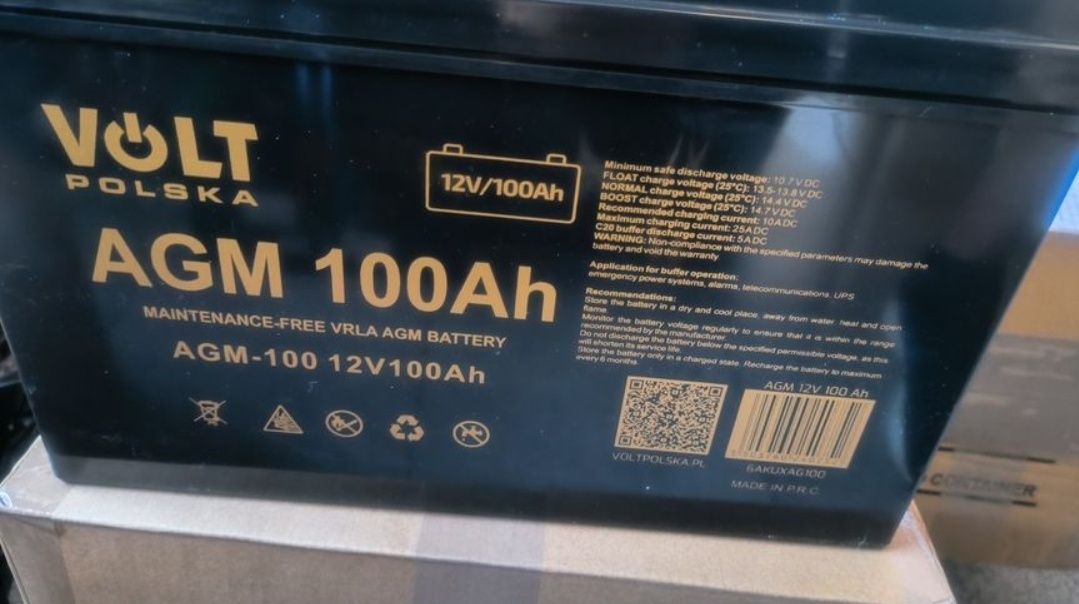 VOLT
POLSKA
12V/100Ah
AGM 100Ah
MAINTENANCE-FREE VRLA AGM BATTERY
AGM-100 12V100Ah
Minimum safe discharge voltage: 10.7 V DC
FLOAT charge voltage (25°C): 13.5-13.8 V DC
NORMAL charge voltage (25°C): 14.4 V DC
BOOST charge voltage (25°C): 14.7 V DC
Recommended charging current: 10A DC
Maximum charging current: 25A DC
C20 buffer discharge current: 5A DC
WARNING: Non-compliance with the specified parameters may damage the
battery and void the warranty.
Application for buffer operation:
emergency power systems, alarms, telecommunications, UPS
Recommendations:
Store the battery in a dry and cool place, away from water, heat and open
flame.
Monitor the battery voltage regularly to ensure that it is within the range
recommended by the manufacturer.
Do not discharge the battery below the specified permissible voltage, as this
will shorten its service life.
Store the battery only in a charged state. Recharge the battery to maximum
every 6 months.
AGM 12V 100 Ah
VOLTPOLSKA.PL
6AKUXAG100
MADE IN P.R.C.
CONTAINER